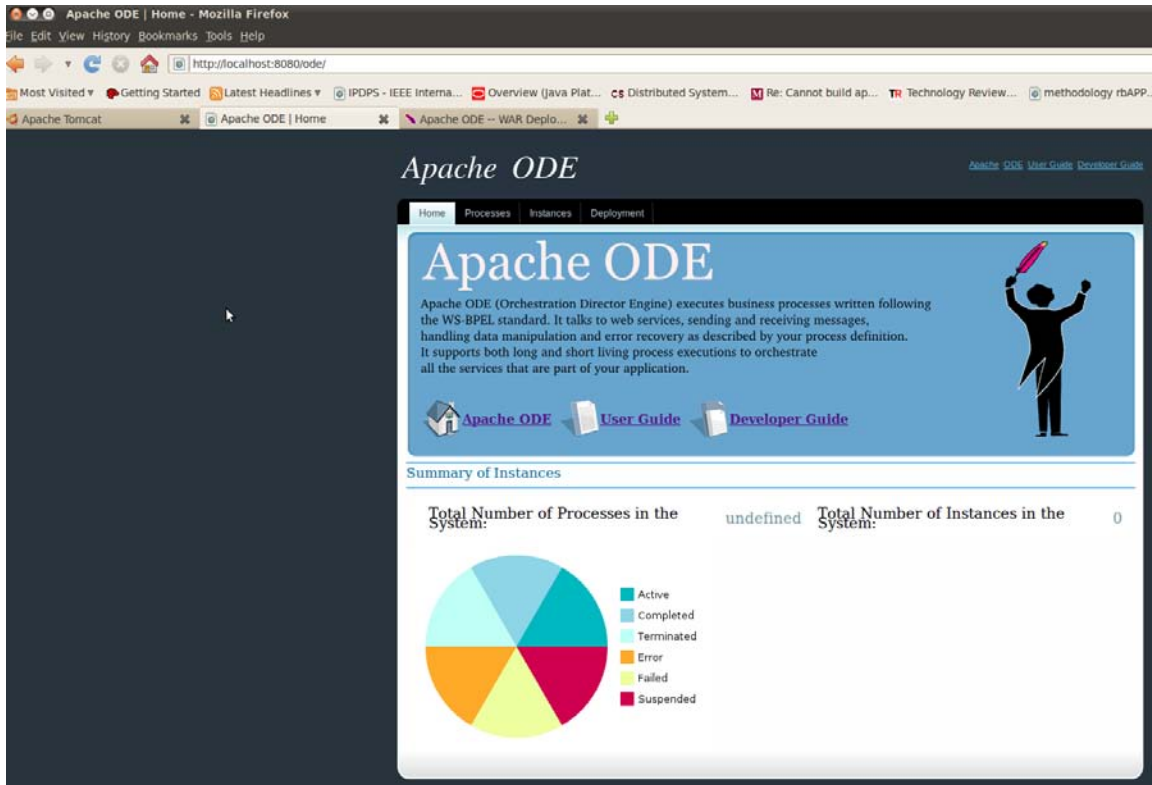 Apache ODE | Home - Mozilla Firefox
File Edit View History Bookmarks Tools Help
http://localhost:8080/ode/
Most Visited Getting Started Latest Headlines IPDPS - IEEE Interna... Overview (Java Plat... cs Distributed System... M Re: Cannot build ap... TR Technology Review... methodology rbAPP..
Apache Tomcat Apache ODE | Home Apache ODE -- WAR Deplo...
Apache ODE
Apache ODE User Guide Developer Guide
Home Processes Instances Deployment
Apache ODE
Apache ODE (Orchestration Director Engine) executes business processes written following
the WS-BPEL standard. It talks to web services, sending and receiving messages,
handling data manipulation and error recovery as described by your process definition.
It supports both long and short living process executions to orchestrate
all the services that are part of your application.
Apache ODE User Guide Developer Guide
Summary of Instances
Total Number of Processes in the
System:
undefined
Total Number of Instances in the
System:
0
Active
Completed
Terminated
Error
Failed
Suspended